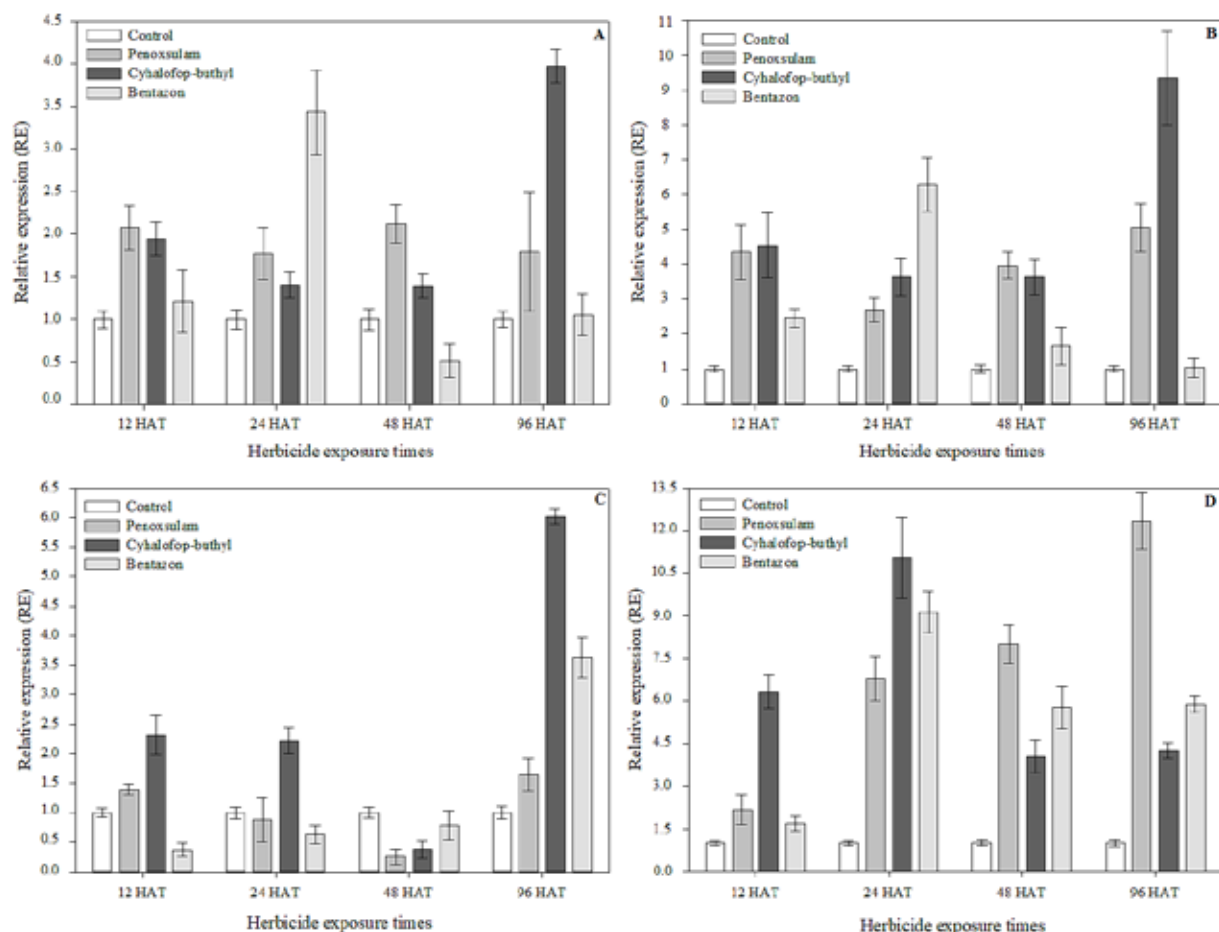 A
Control
Penoxsulam
Cyhalofop-buthyl
Bentazon
4.5
4.0
3.5
3.0
2.5
2.0
1.5
1.0
0.5
0.0
Relative expression (RE)
12 HAT 24 HAT 48 HAT 96 HAT
Herbicide exposure times
B
Control
Penoxsulam
Cyhalofop-buthyl
Bentazon
11
10
9
8
7
6
5
4
3
2
1
0
Relative expression (RE)
12 HAT 24 HAT 48 HAT 96 HAT
Herbicide exposure times
C
Control
Penoxsulam
Cyhalofop-buthyl
Bentazon
6.5
6.0
5.5
5.0
4.5
4.0
3.5
3.0
2.5
2.0
1.5
1.0
0.5
0.0
Relative expression (RE)
12 HAT 24 HAT 48 HAT 96 HAT
Herbicide exposure times
D
Control
Penoxsulam
Cyhalofop-buthyl
Bentazon
13.5
12.0
10.5
9.0
7.5
6.0
4.5
3.0
1.5
0.0
Relative expression (RE)
12 HAT 24 HAT 48 HAT 96 HAT
Herbicide exposure times